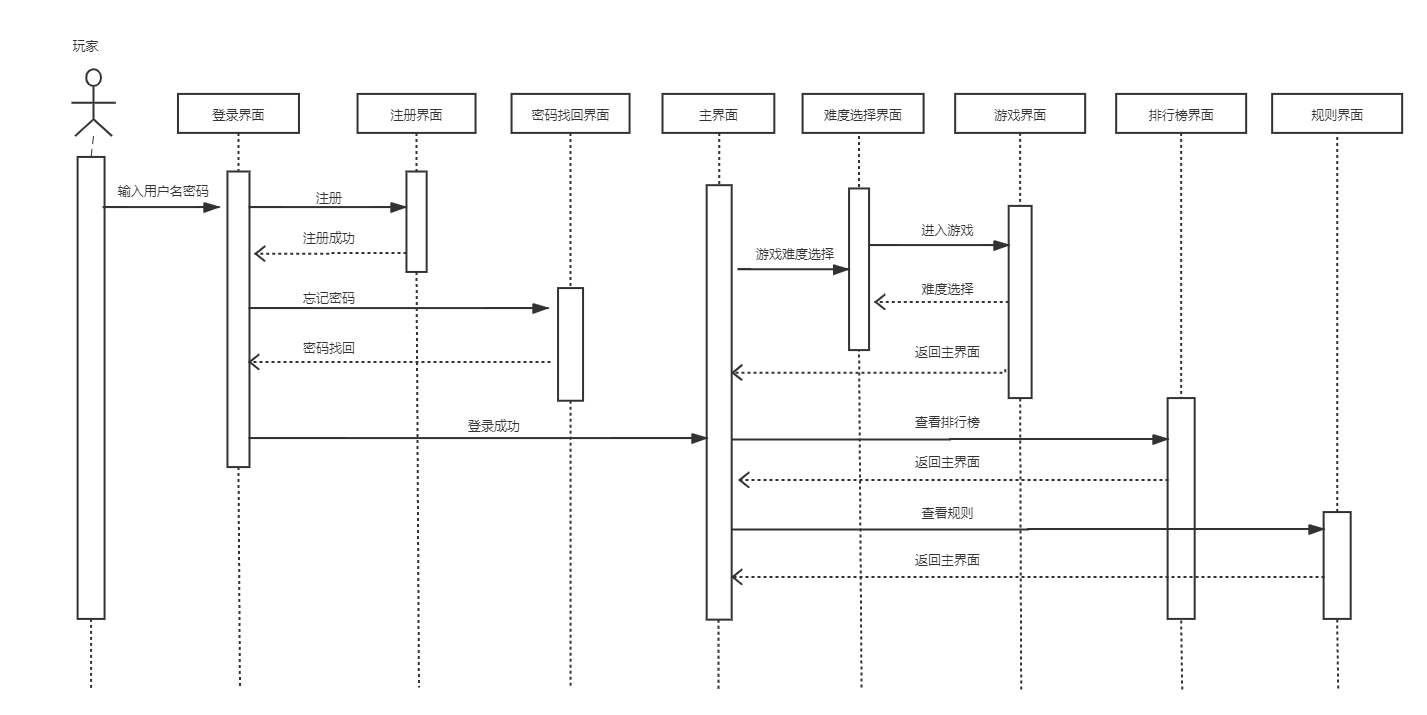 玩家
登录界面
注册界面
密码找回界面
主界面
难度选择界面
游戏界面
排行榜界面
规则界面
输入用户名密码
注册
注册成功
忘记密码
密码找回
登录成功
游戏难度选择
进入游戏
难度选择
返回主界面
查看排行榜
返回主界面
查看规则
返回主界面